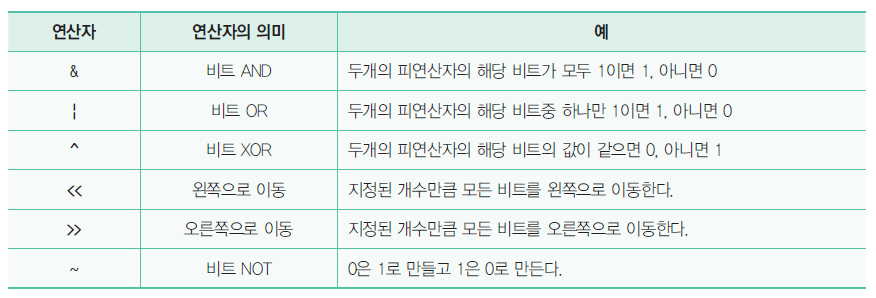 연산자 연산자의 의미 예
& 비트 AND 두개의 피연산자의 해당 비트가 모두 1이면 1, 아니면 0
¦ 비트 OR 두개의 피연산자의 해당 비트중 하나만 1이면 1, 아니면 0
^ 비트 XOR 두개의 피연산자의 해당 비트의 값이 같으면 0, 아니면 1
<< 왼쪽으로 이동 지정된 개수만큼 모든 비트를 왼쪽으로 이동한다.
>> 오른쪽으로 이동 지정된 개수만큼 모든 비트를 오른쪽으로 이동한다.
~ 비트 NOT 0은 1로 만들고 1은 0로 만든다.